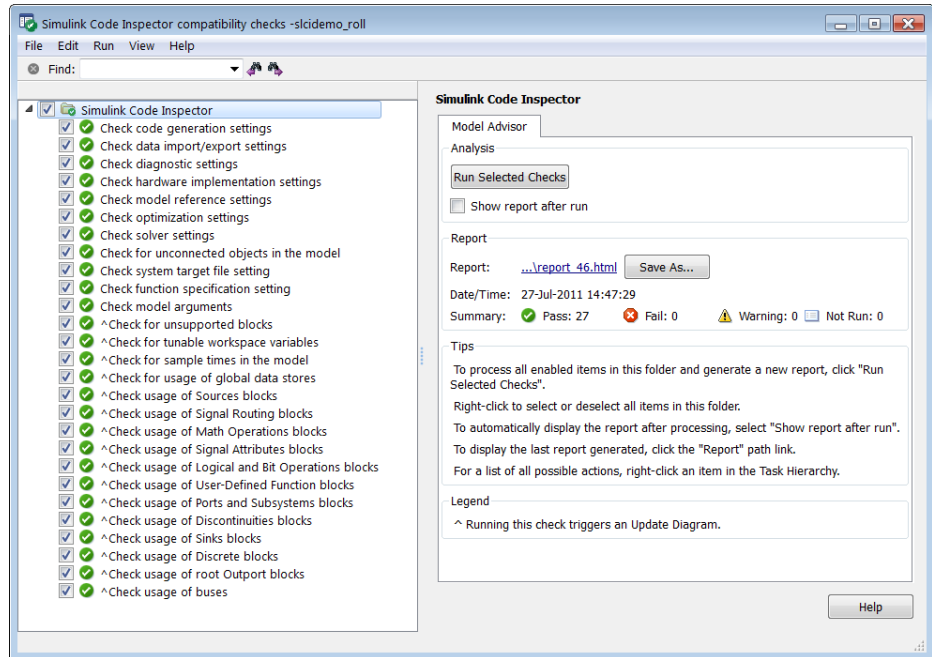 Simulink Code Inspector compatibility checks -slcidemo_roll
File Edit Run View Help
Find:
Simulink Code Inspector
Check code generation settings
Check data import/export settings
Check diagnostic settings
Check hardware implementation settings
Check model reference settings
Check optimization settings
Check solver settings
Check for unconnected objects in the model
Check system target file setting
Check function specification setting
Check model arguments
^Check for unsupported blocks
^Check for tunable workspace variables
^Check for sample times in the model
^Check for usage of global data stores
^Check usage of Sources blocks
^Check usage of Signal Routing blocks
^Check usage of Math Operations blocks
^Check usage of Signal Attributes blocks
^Check usage of Logical and Bit Operations blocks
^Check usage of User-Defined Function blocks
^Check usage of Ports and Subsystems blocks
^Check usage of Discontinuities blocks
^Check usage of Sinks blocks
^Check usage of Discrete blocks
^Check usage of root Outport blocks
^Check usage of buses
Simulink Code Inspector
Model Advisor
Analysis
Run Selected Checks
Show report after run
Report
Report: ...\report_46.html Save As...
Date/Time: 27-Jul-2011 14:47:29
Summary: Pass: 27 Fail: 0 Warning: 0 Not Run: 0
Tips
To process all enabled items in this folder and generate a new report, click "Run
Selected Checks".
Right-click to select or deselect all items in this folder.
To automatically display the report after processing, select "Show report after run".
To display the last report generated, click the "Report" path link.
For a list of all possible actions, right-click an item in the Task Hierarchy.
Legend
^ Running this check triggers an Update Diagram.
Help